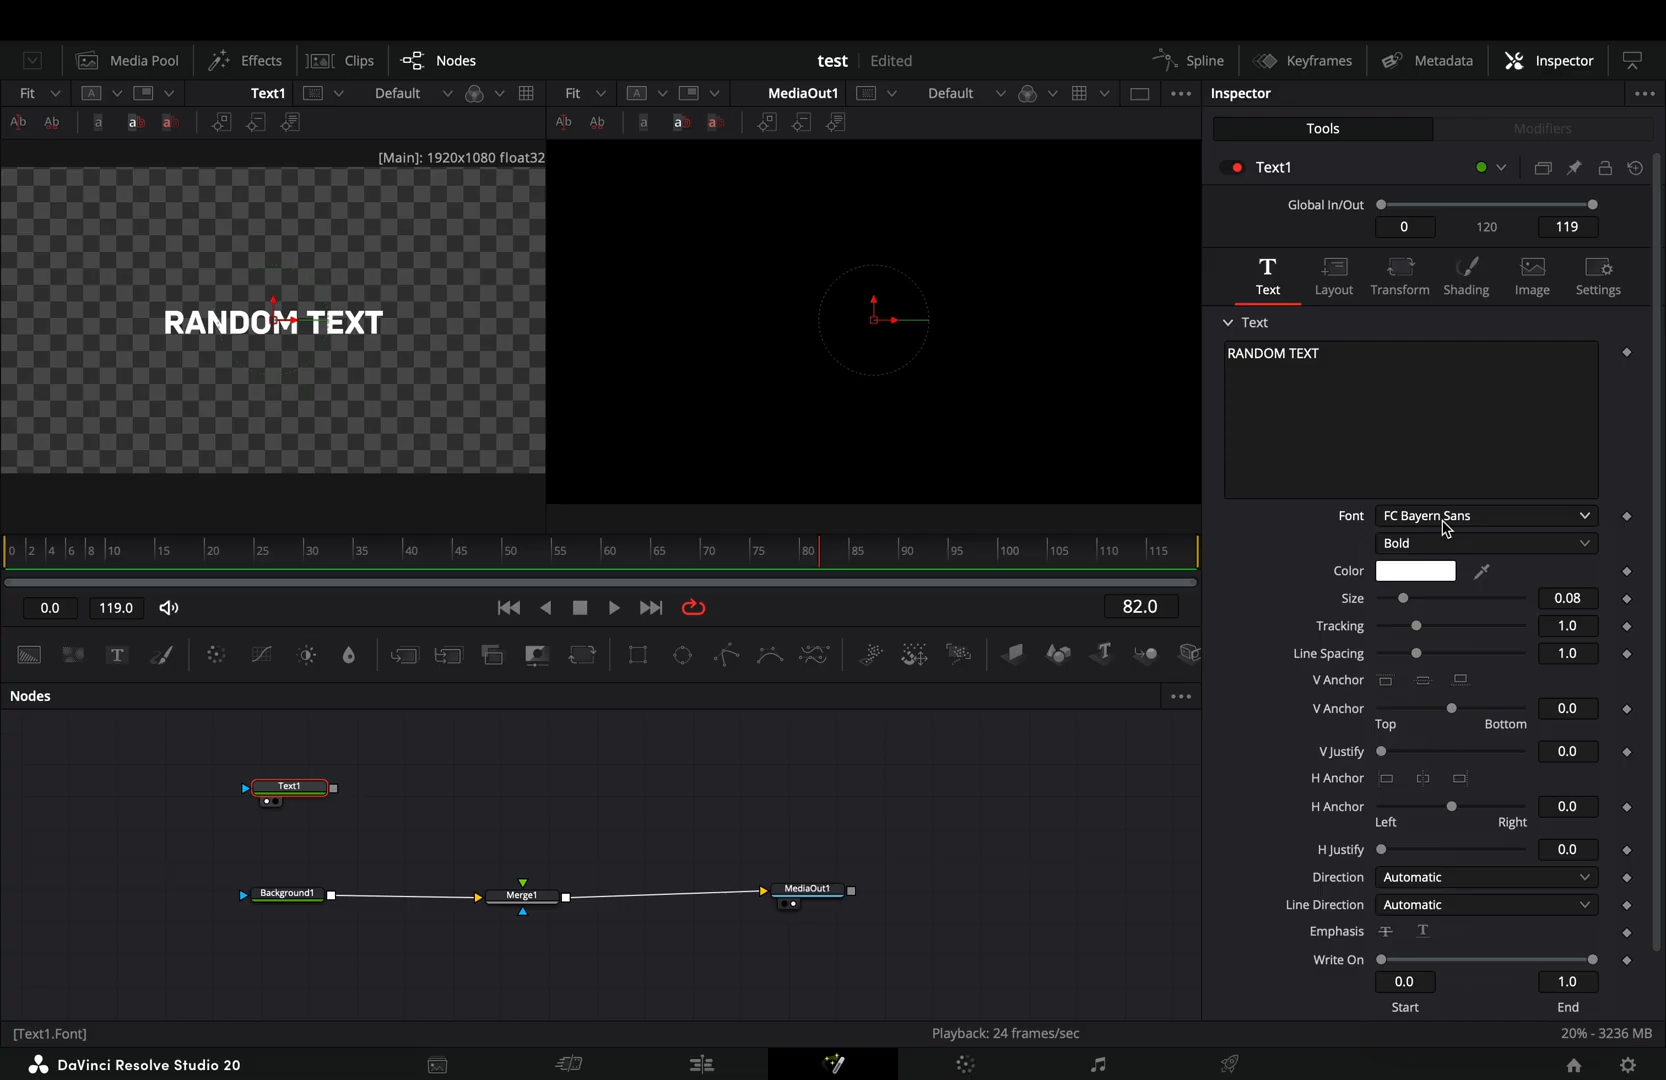 Media Pool Effects Clips Nodes test Edited Spline Keyframes Metadata Inspector
Fit A Text1 Default Fit A MediaOut1 Default Inspector
Ab Ab a a a Ab Ab a a a Tools Modifiers
[Main]: 1920x1080 float32
Text1
Global In/Out
0 120 119
T
Text Layout Transform Shading Image Settings
Text
RANDOM TEXT
RANDOM TEXT
Font FC Bayern Sans
Bold
0 2 4 6 8 10 15 20 25 30 35 40 45 50 55 60 65 70 75 80 85 90 95 100 105 110 115
Color
Size 0.08
0.0 119.0 82.0
Tracking 1.0
Line Spacing 1.0
V Anchor
V Anchor 0.0
Top Bottom
V Justify 0.0
H Anchor
H Anchor 0.0
Left Right
H Justify 0.0
Direction Automatic
Line Direction Automatic
Emphasis T T
Write On
0.0 1.0
Start End
Nodes
Text1
Background1 Merge1 MediaOut1
[Text1.Font] Playback: 24 frames/sec 20% - 3236 MB
DaVinci Resolve Studio 20